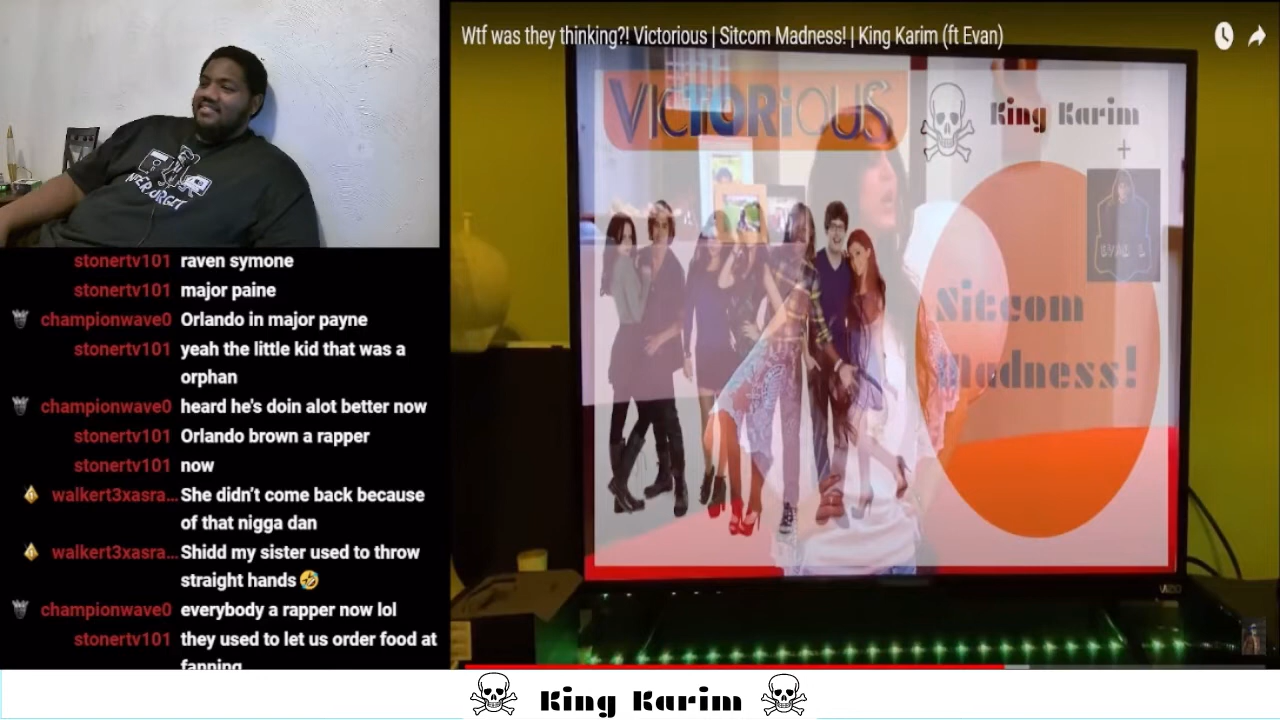 Wtf was they thinking?! Victorious | Sitcom Madness! | King Karim (ft Evan)
VICTORiOUS
King Karim
+
Sitcom
Madness!
VIZIO
NEVER FORGET
stonertv101 raven symone
stonertv101 major paine
championwave0 Orlando in major payne
stonertv101 yeah the little kid that was a
orphan
championwave0 heard he's doin alot better now
stonertv101 Orlando brown a rapper
stonertv101 now
walkert3xasra... She didn’t come back because
of that nigga dan
walkert3xasra... Shidd my sister used to throw
straight hands🤣
championwave0 everybody a rapper now lol
stonertv101 they used to let us order food at
fanning
King Karim